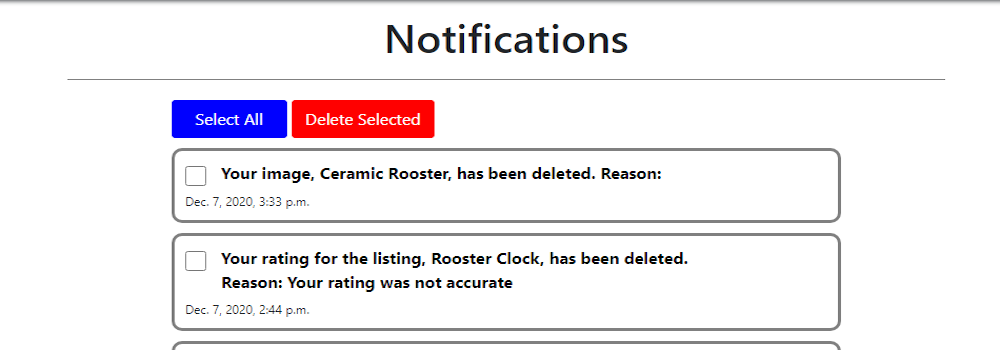 Notifications
Select All Delete Selected
Your image, Ceramic Rooster, has been deleted. Reason:
Dec. 7, 2020, 3:33 p.m.
Your rating for the listing, Rooster Clock, has been deleted.
Reason: Your rating was not accurate
Dec. 7, 2020, 2:44 p.m.